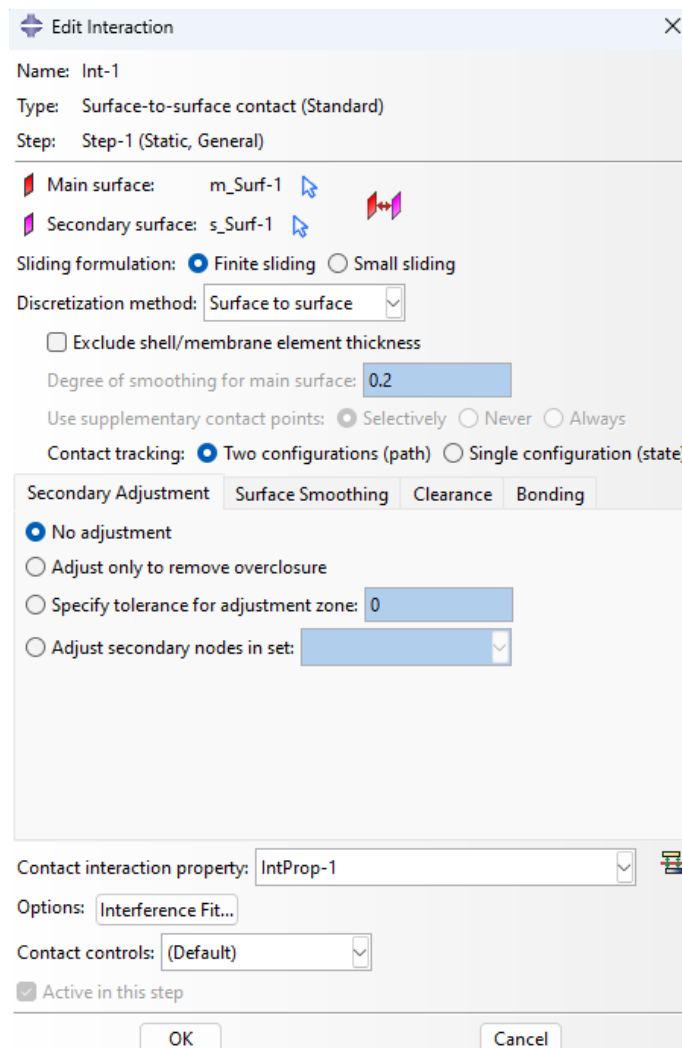 Edit Interaction
Name: Int-1
Type: Surface-to-surface contact (Standard)
Step: Step-1 (Static, General)
Main surface: m_Surf-1
Secondary surface: s_Surf-1
Sliding formulation: Finite sliding Small sliding
Discretization method: Surface to surface
Exclude shell/membrane element thickness
Degree of smoothing for main surface: 0.2
Use supplementary contact points: Selectively Never Always
Contact tracking: Two configurations (path) Single configuration (state)
Secondary Adjustment Surface Smoothing Clearance Bonding
No adjustment
Adjust only to remove overclosure
Specify tolerance for adjustment zone: 0
Adjust secondary nodes in set:
Contact interaction property: IntProp-1
Options: Interference Fit...
Contact controls: (Default)
Active in this step
OK Cancel